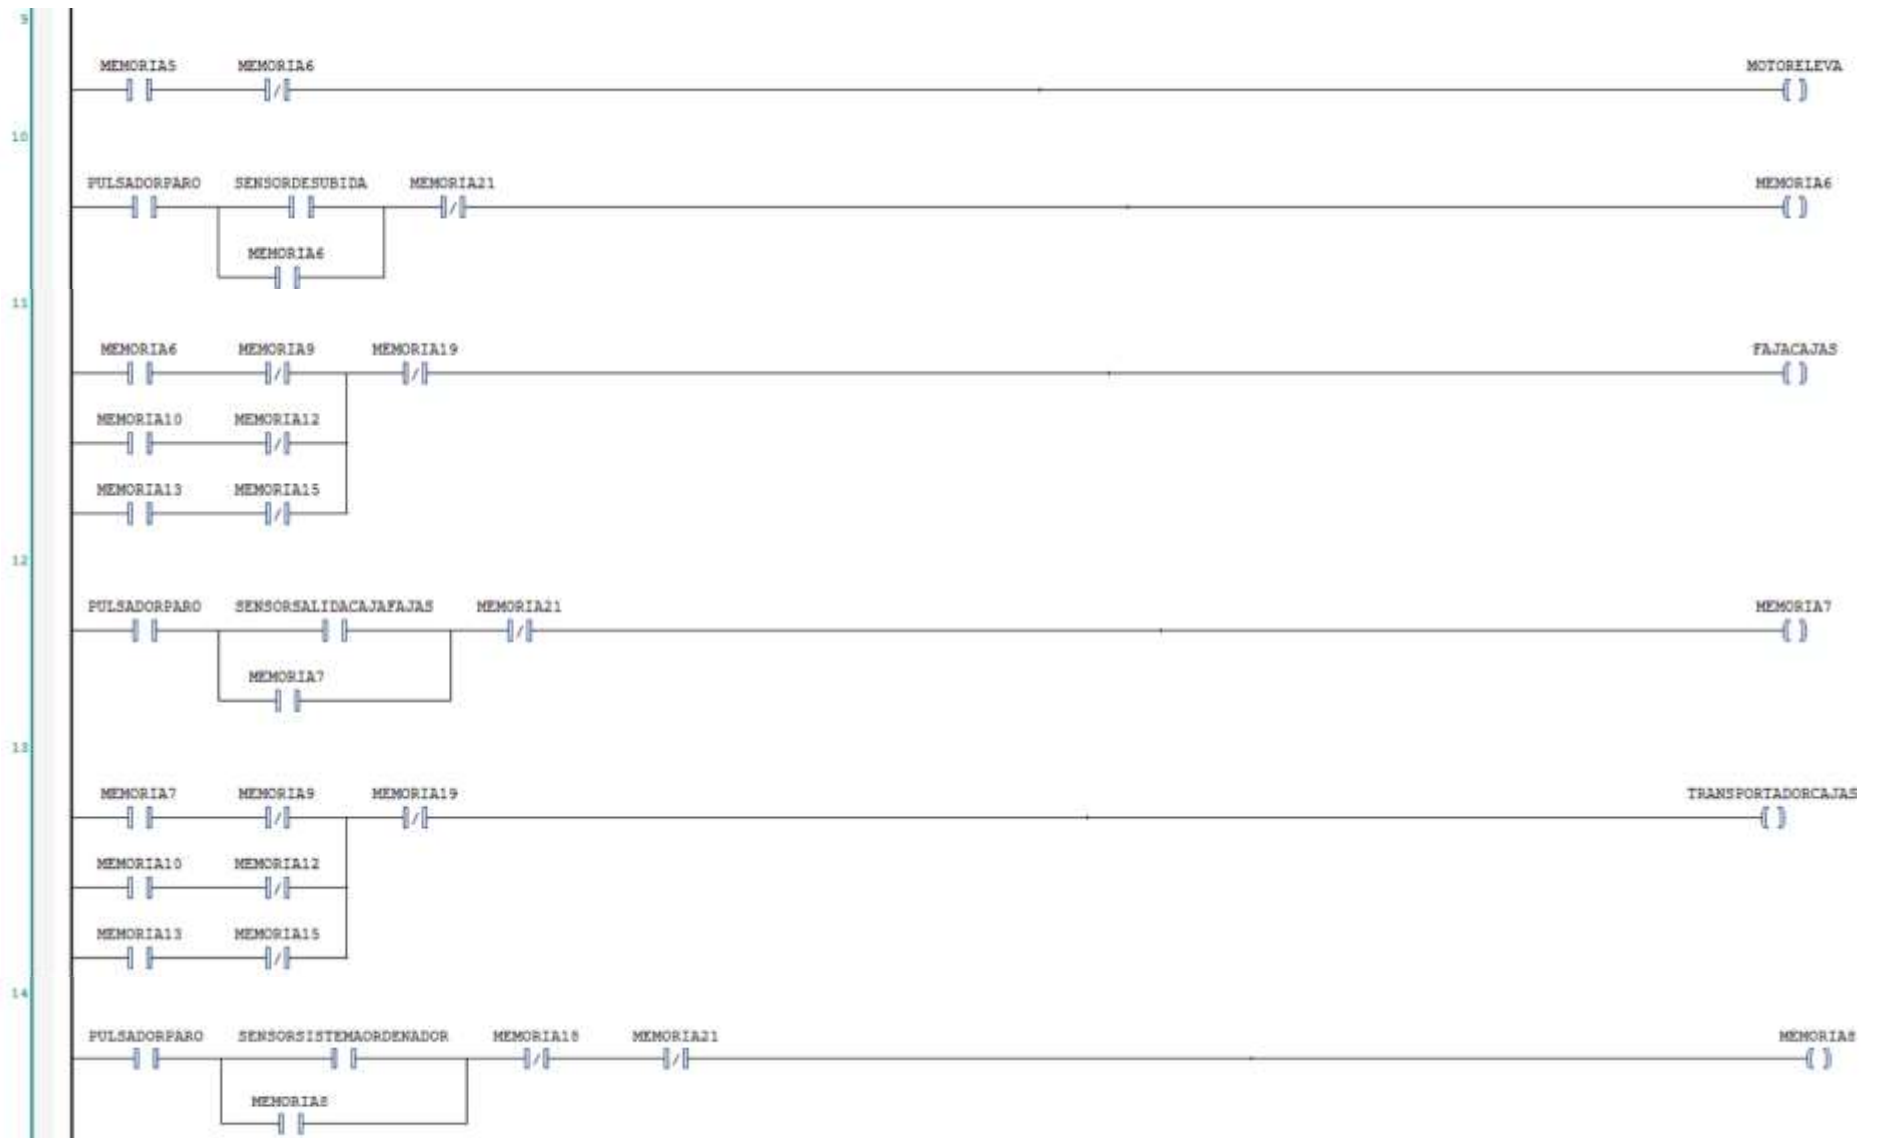 9
MEMORIA5 MEMORIA6 MOTORELEVA
10
PULSADORPARO SENSORDESUBIDA MEMORIA21 MEMORIA6
MEMORIA6
11
MEMORIA6 MEMORIA9 MEMORIA19 FAJACAJAS
MEMORIA10 MEMORIA12
MEMORIA13 MEMORIA15
12
PULSADORPARO SENSORSALIDACAJAFAJAS MEMORIA21 MEMORIA7
MEMORIA7
13
MEMORIA7 MEMORIA9 MEMORIA19 TRANSPORTADORCAJAS
MEMORIA10 MEMORIA12
MEMORIA13 MEMORIA15
14
PULSADORPARO SENSORSISTEMAORDENADOR MEMORIA18 MEMORIA21 MEMORIA8
MEMORIA8